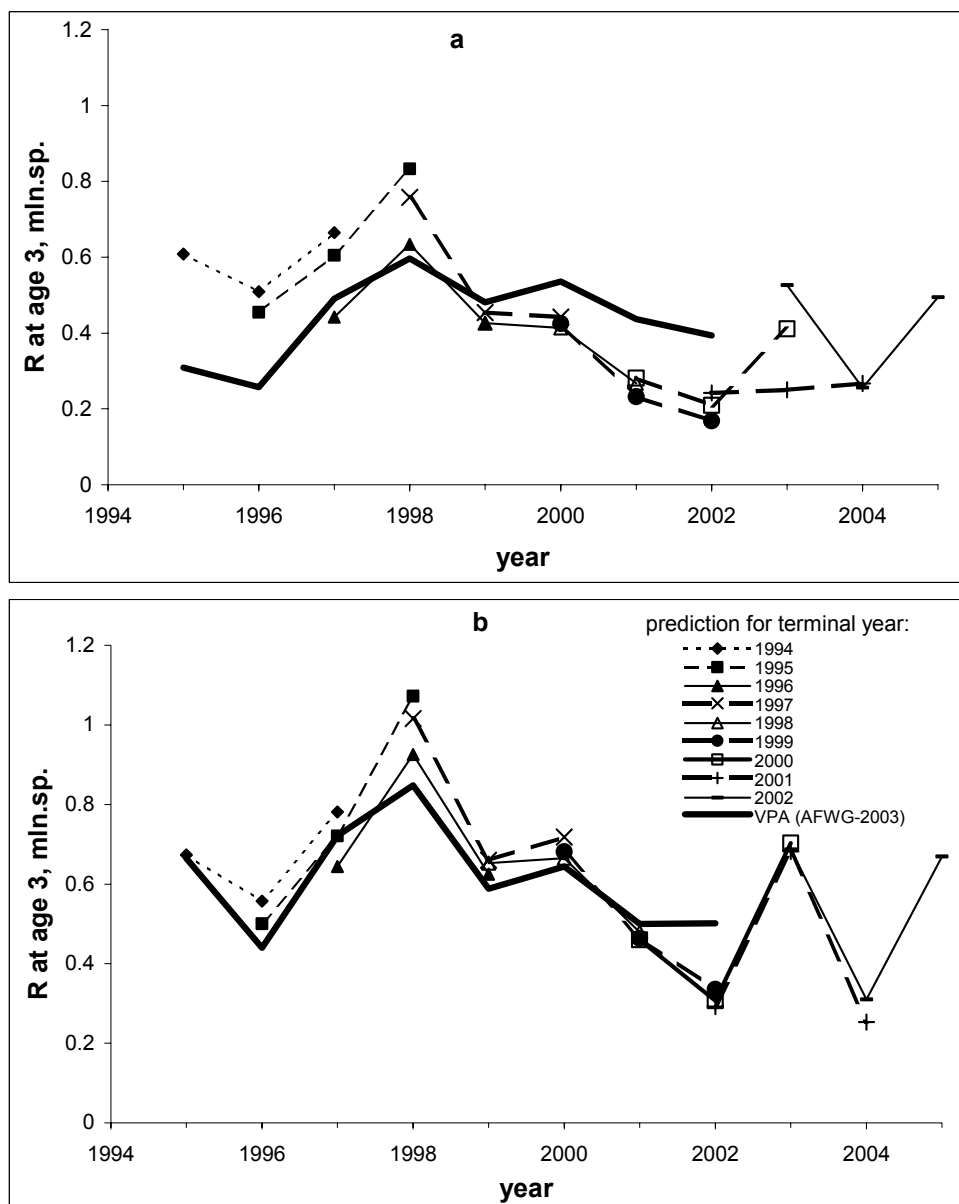 a
1.2
1
0.8
0.6
0.4
0.2
0
R at age 3, mln.sp.
1994 1996 1998 2000 2002 2004
year
b
prediction for terminal year:
1994
1995
1996
1997
1998
1999
2000
2001
2002
VPA (AFWG-2003)
1.2
1
0.8
0.6
0.4
0.2
0
R at age 3, mln.sp.
1994 1996 1998 2000 2002 2004
year